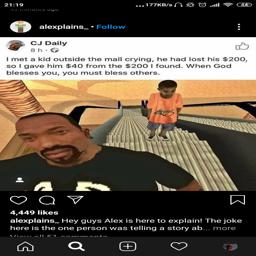 21:19
177KB/s
alexplains_ • Follow
CJ Daily
8 h
I met a kid outside the mall crying, he had lost his $200,
so I gave him $40 from the $200 I found. When God
blesses you, you must bless others.
4,449 likes
alexplains_ Hey guys Alex is here to explain! The joke
here is the one person was telling a story ab... more